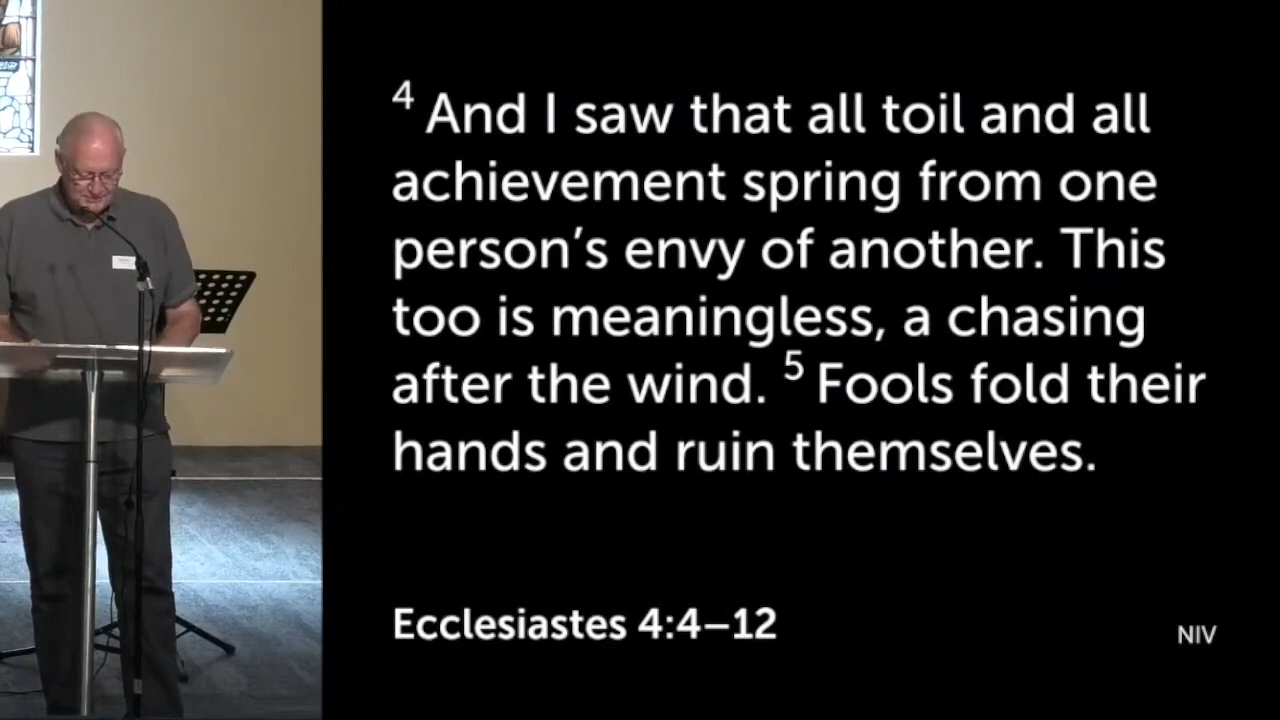 4 And I saw that all toil and all
achievement spring from one
person’s envy of another. This
too is meaningless, a chasing
after the wind. 5 Fools fold their
hands and ruin themselves.
Ecclesiastes 4:4–12
NIV